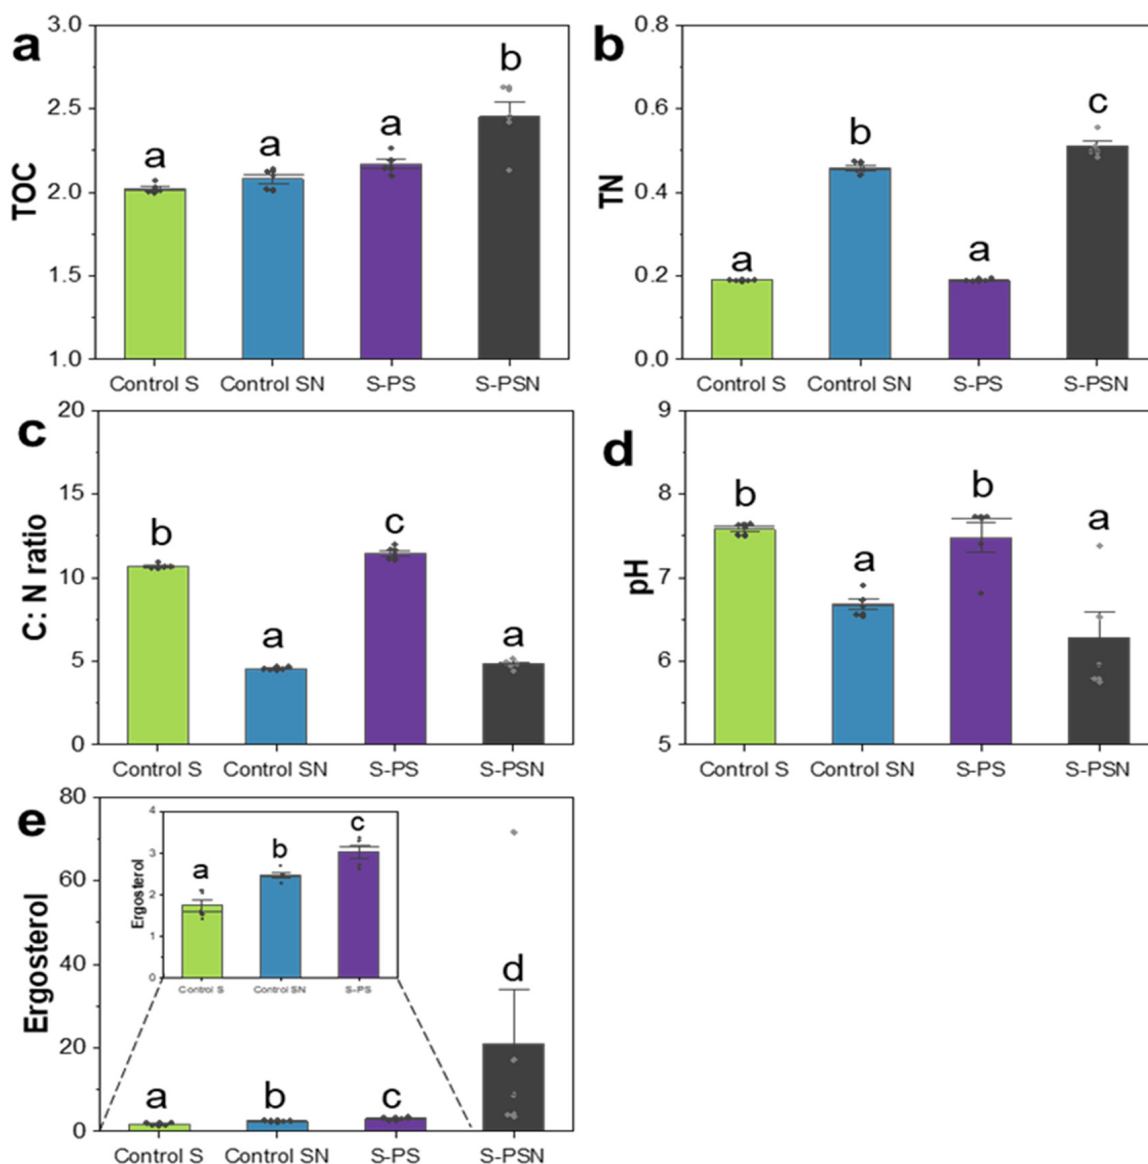 a
TOC
3.0
2.5
2.0
1.5
1.0
a
a
a
b
Control S
Control SN
S-PS
S-PSN
b
TN
0.8
0.6
0.4
0.2
0.0
a
b
a
c
Control S
Control SN
S-PS
S-PSN
c
C: N ratio
20
15
10
5
0
b
a
c
a
Control S
Control SN
S-PS
S-PSN
d
pH
9
8
7
6
5
b
a
b
a
Control S
Control SN
S-PS
S-PSN
e
Ergosterol
80
60
40
20
0
Ergosterol
4
3
2
1
0
a
b
c
Control S
Control SN
S-PS
a
b
c
d
Control S
Control SN
S-PS
S-PSN